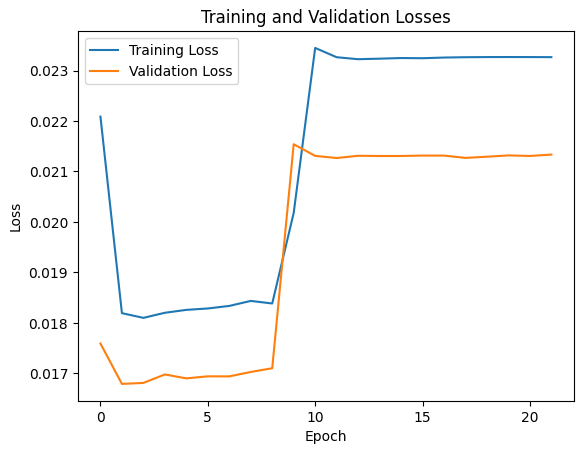 Training and Validation Losses
Training Loss
Validation Loss
0.023
0.022
0.021
0.020
0.019
0.018
0.017
Loss
0
5
10
15
20
Epoch